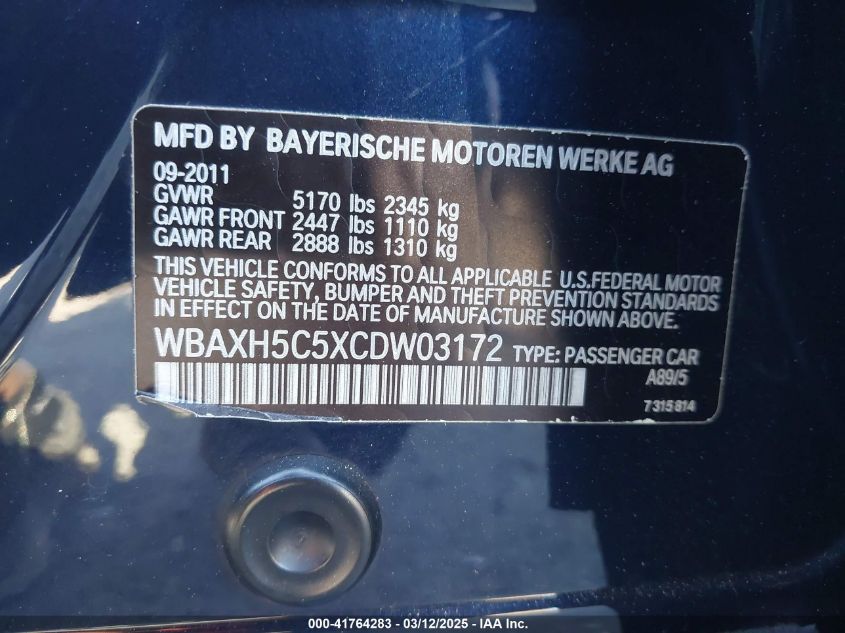 MFD BY BAYERISCHE MOTOREN WERKE AG
09-2011
GVWR 5170 lbs 2345 kg
GAWR FRONT 2447 lbs 1110 kg
GAWR REAR 2888 lbs 1310 kg
THIS VEHICLE CONFORMS TO ALL APPLICABLE U.S.FEDERAL MOTOR
VEHICLE SAFETY, BUMPER AND THEFT PREVENTION STANDARDS
IN EFFECT ON THE DATE OF MANUFACTURE SHOWN ABOVE.
WBAXH5C5XCDW03172 TYPE: PASSENGER CAR
A89/5
7315814
000-41764283 - 03/12/2025 - IAA Inc.